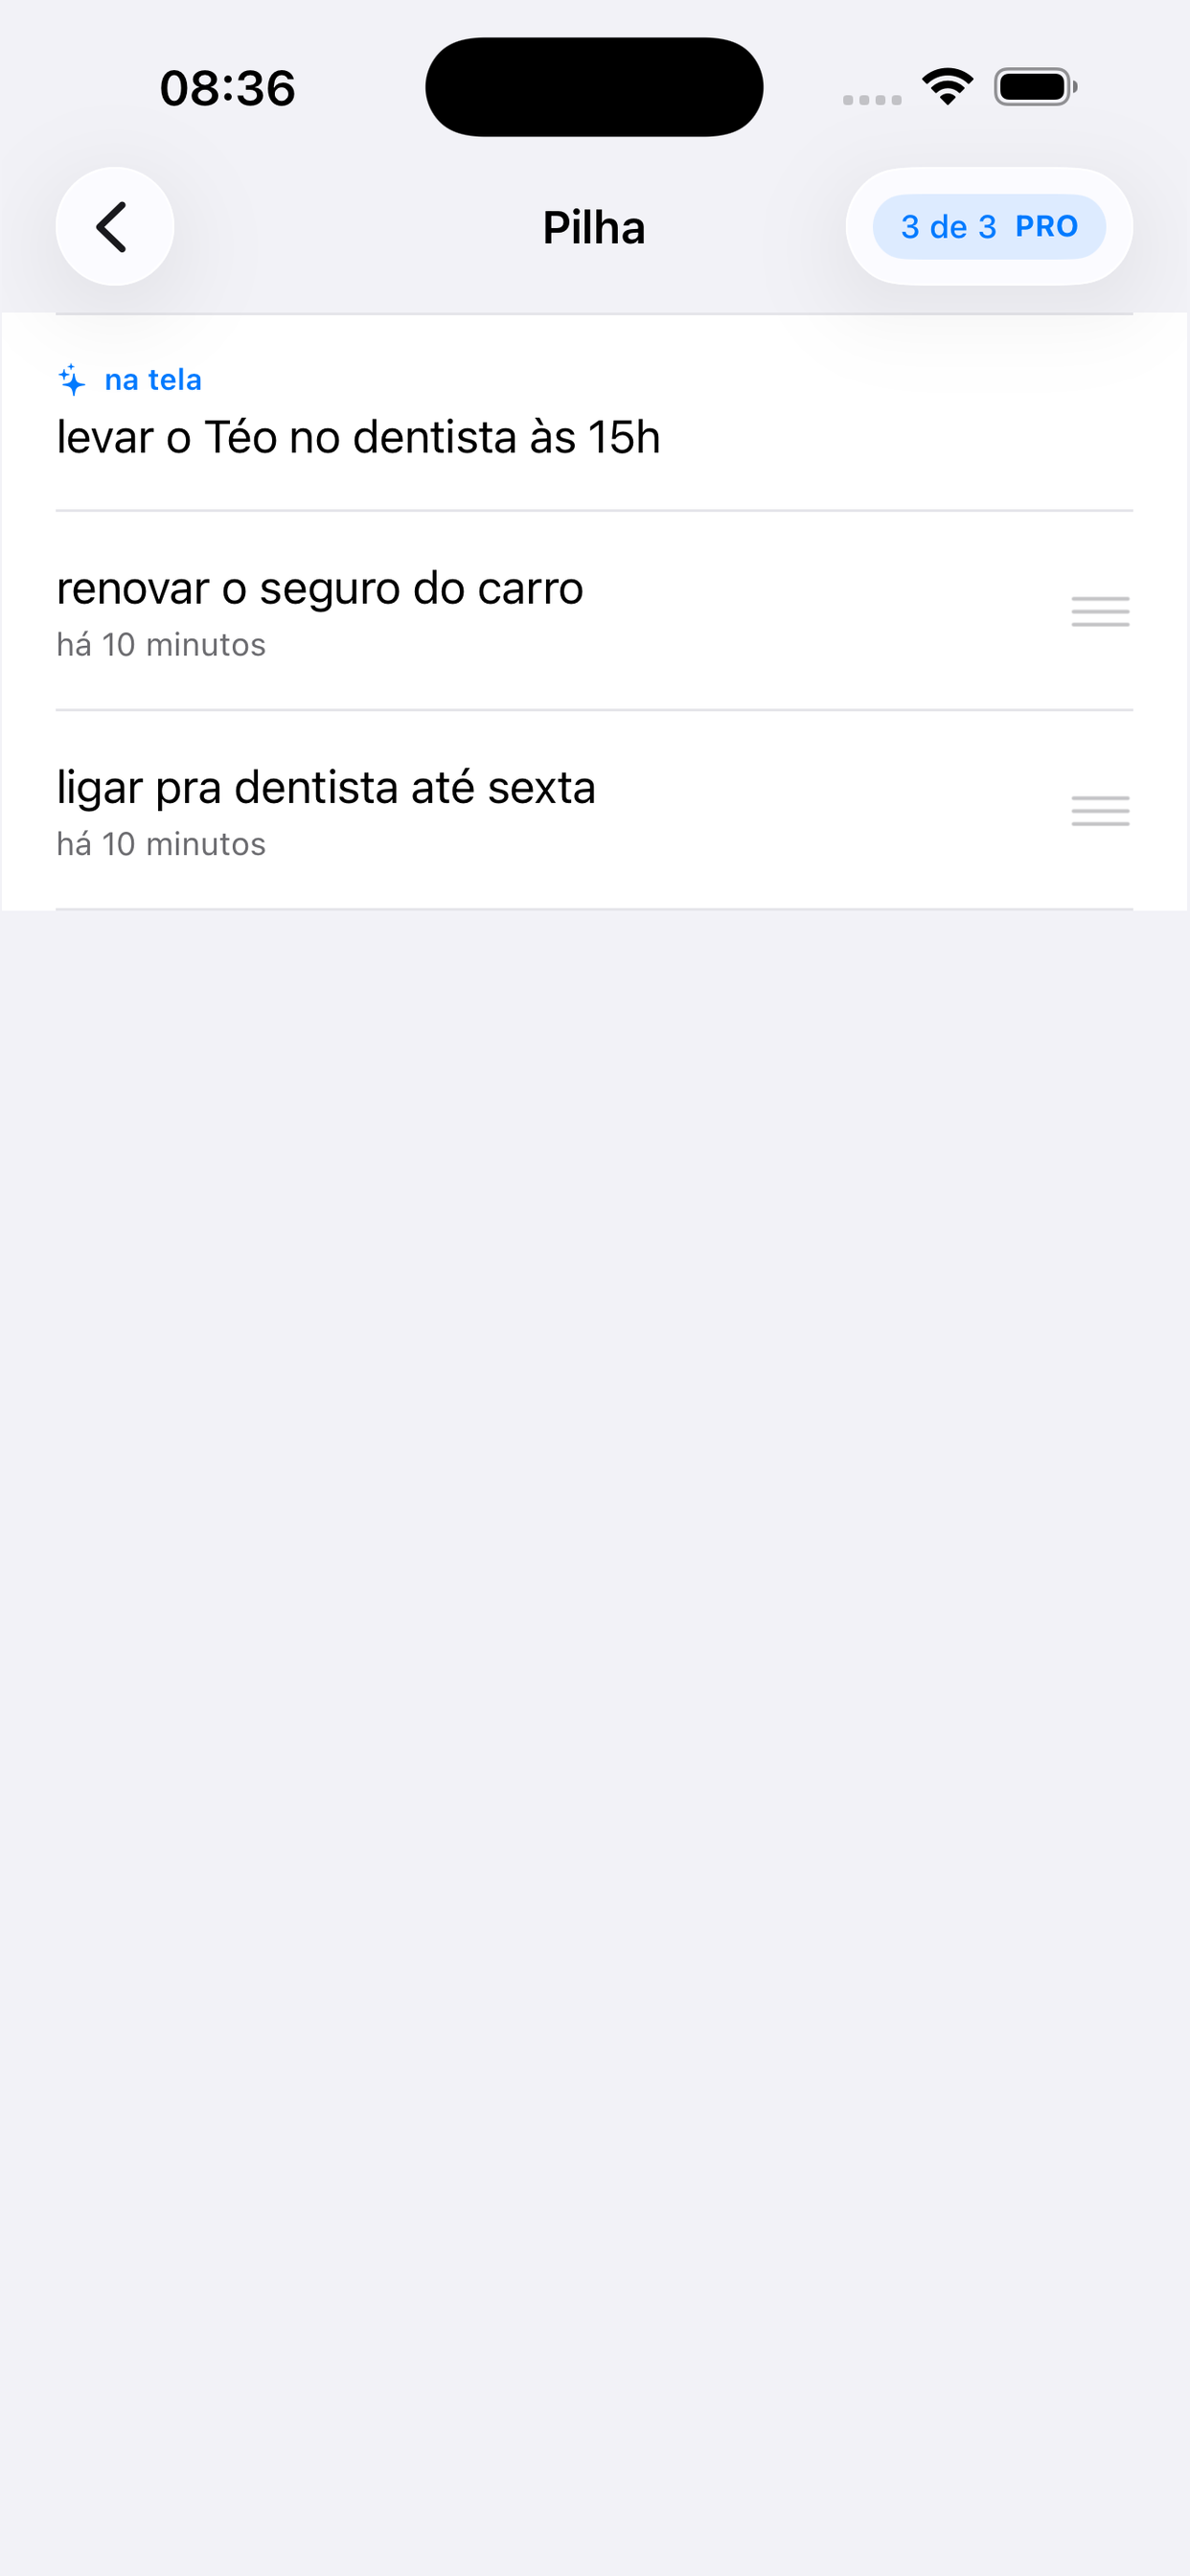 08:36
Pilha
3 de 3 PRO
na tela
levar o Téo no dentista às 15h
renovar o seguro do carro
há 10 minutos
ligar pra dentista até sexta
há 10 minutos